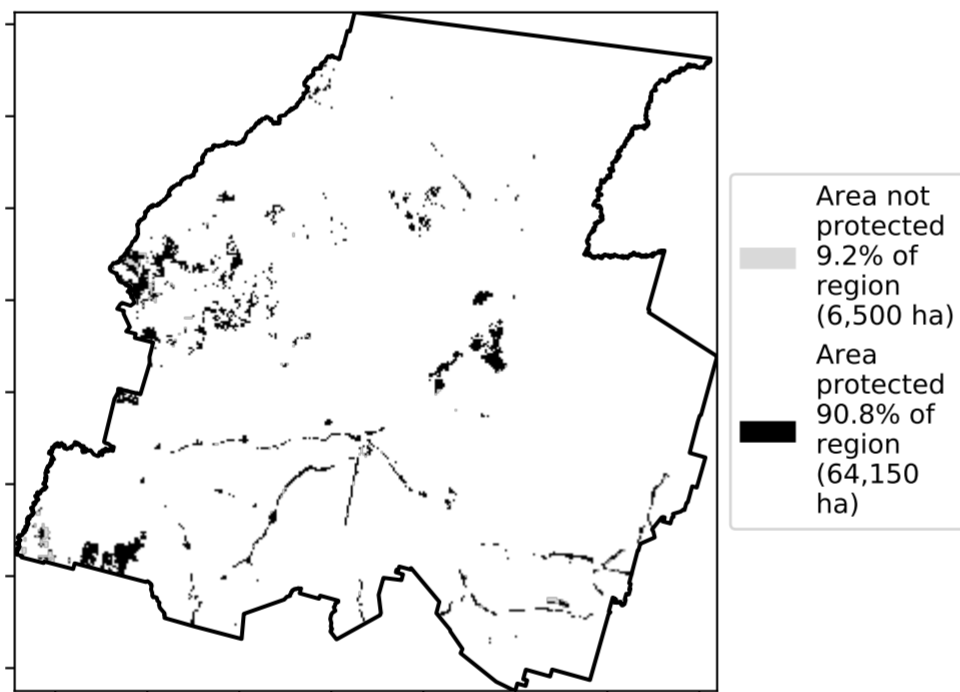 Area not
protected
9.2% of
region
(6,500 ha)
Area
protected
90.8% of
region
(64,150
ha)